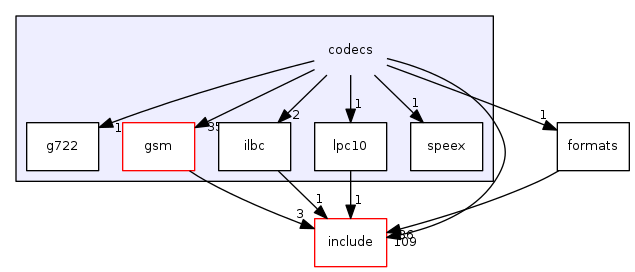 codecs
2 1 1 1
1 35
g722 gsm ilbc lpc10 speex formats
3 1 1
include
109